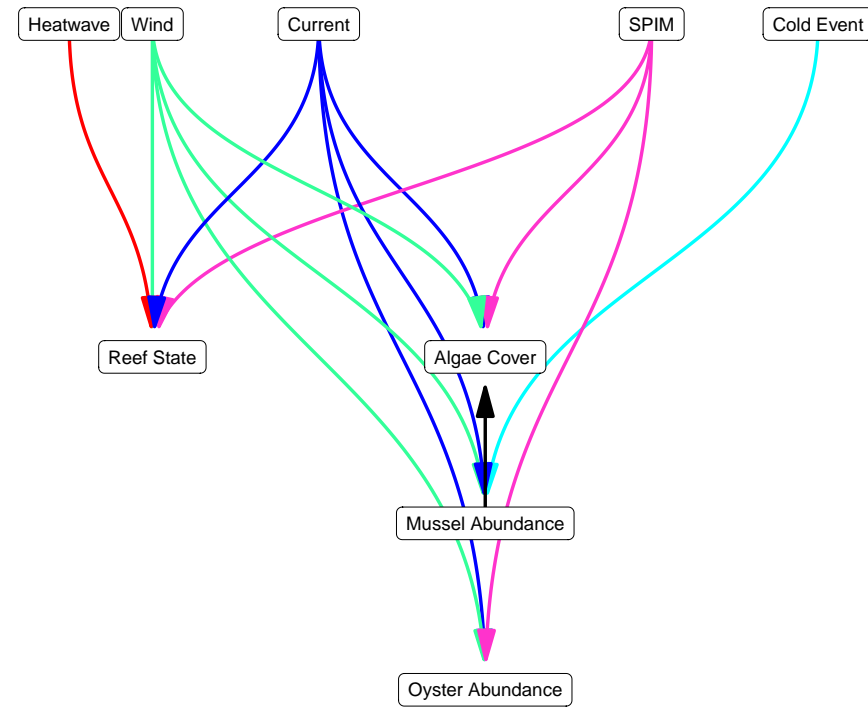 Heatwave
Wind
Current
SPIM
Cold Event
Reef State
Algae Cover
Mussel Abundance
Oyster Abundance